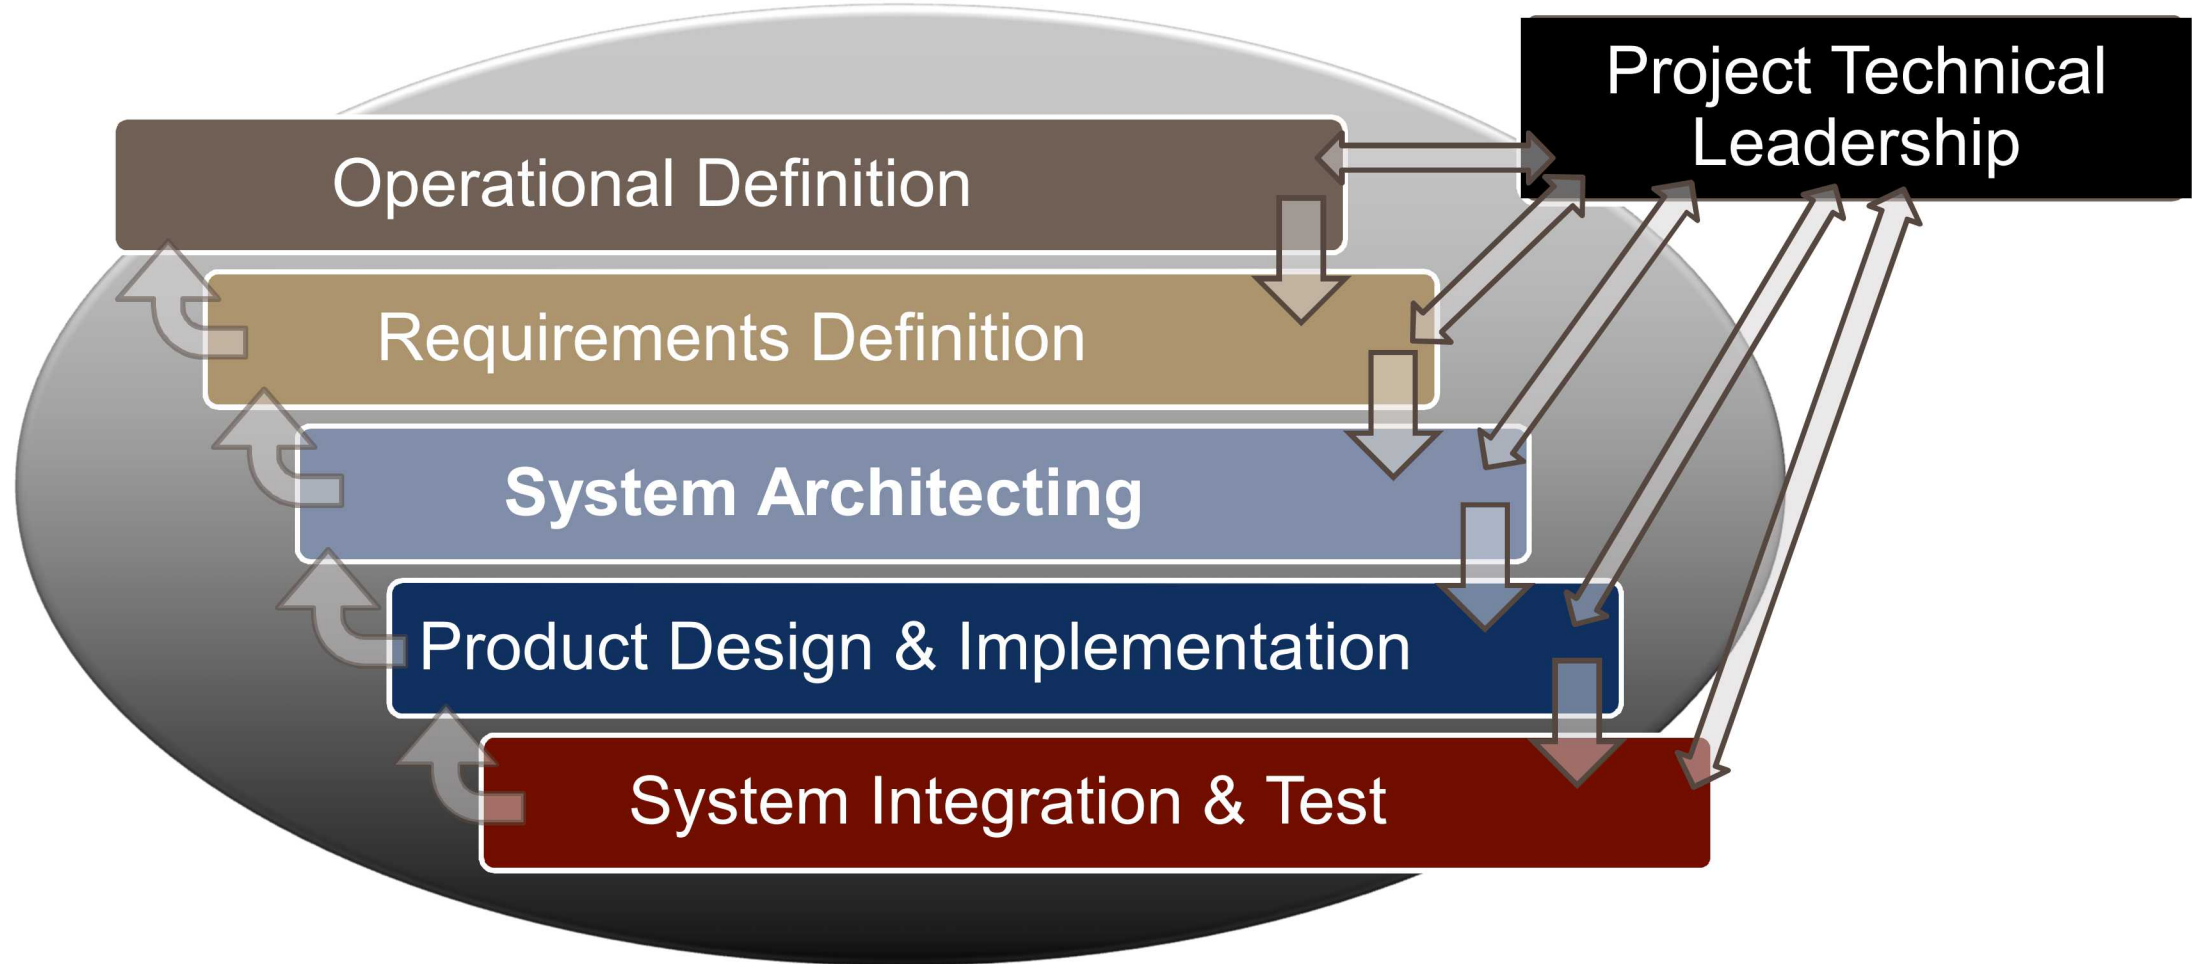 Project Technical
Leadership
Operational Definition
Requirements Definition
System Architecting
Product Design & Implementation
System Integration & Test